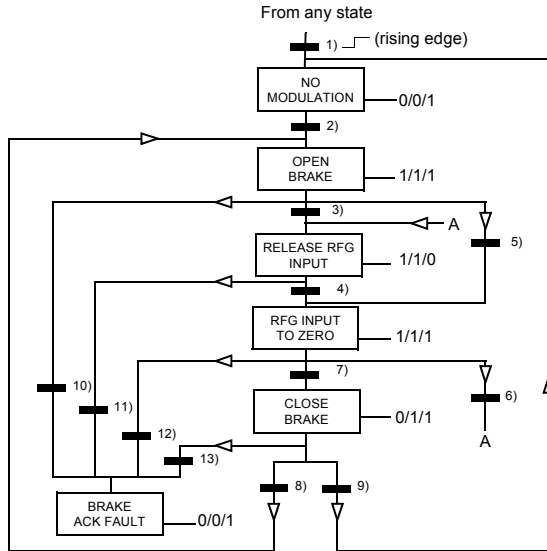 From any state
1) (rising edge)
NO
MODULATION
0/0/1
2)
OPEN
BRAKE
1/1/1
3)
A
5)
RELEASE RFG
INPUT
1/1/0
4)
RFG INPUT
TO ZERO
1/1/1
10)
11)
12)
7)
6)
CLOSE
BRAKE
0/1/1
A
13)
8)
9)
BRAKE
ACK FAULT
0/0/1